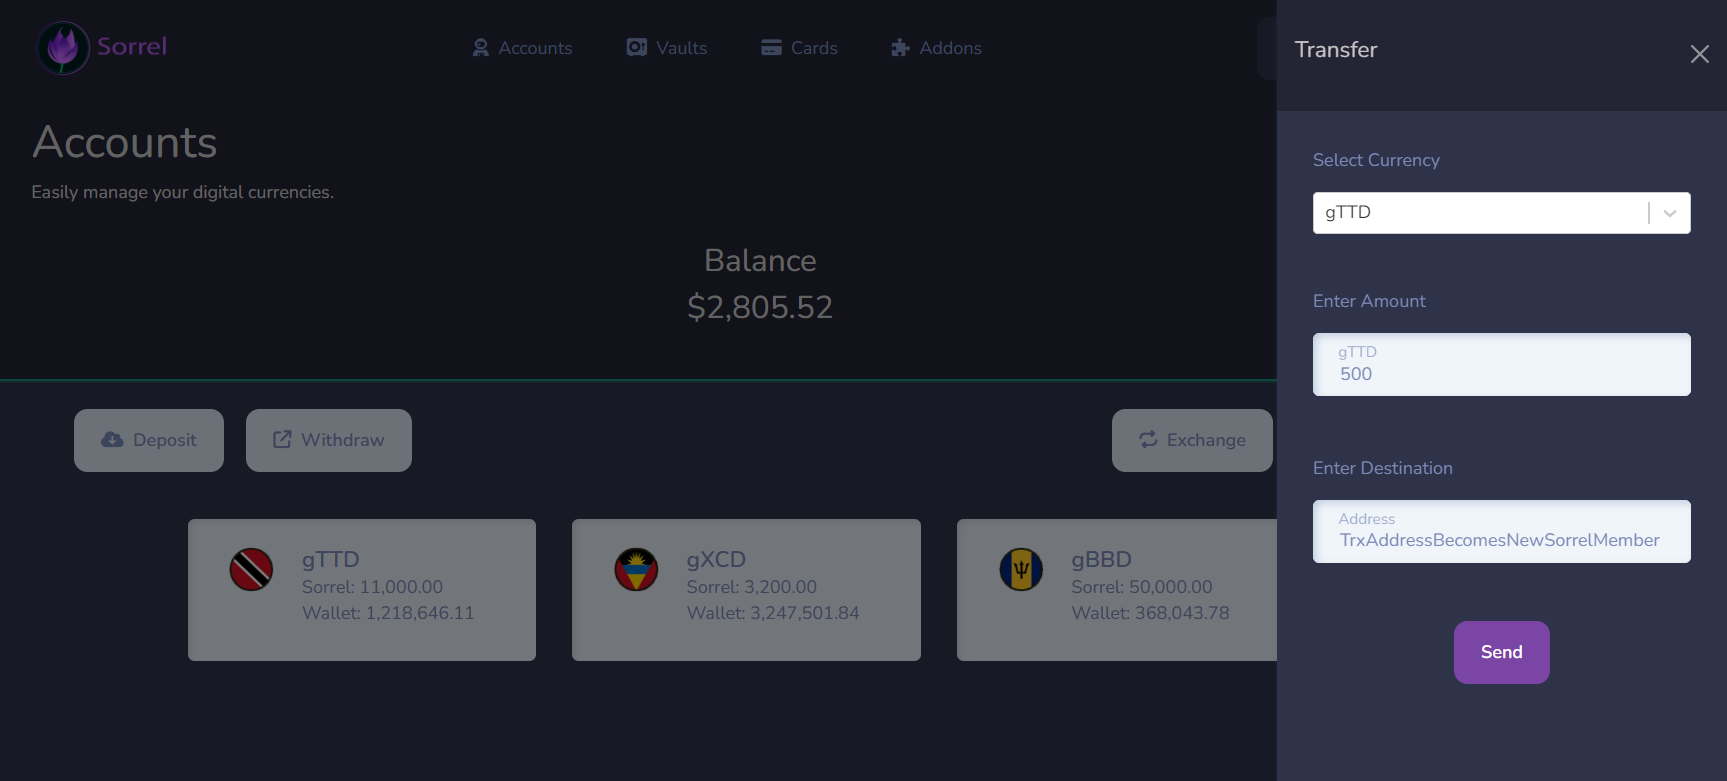 Sorrel
Accounts
Vaults
Cards
Addons
Accounts
Easily manage your digital currencies.
Balance
$2,805.52
Deposit
Withdraw
Exchange
gTTD
Sorrel: 11,000.00
Wallet: 1,218,646.11
gXCD
Sorrel: 3,200.00
Wallet: 3,247,501.84
gBBD
Sorrel: 50,000.00
Wallet: 368,043.78
Transfer
Select Currency
gTTD
Enter Amount
gTTD
500
Enter Destination
Address
TrxAddressBecomesNewSorrelMember
Send